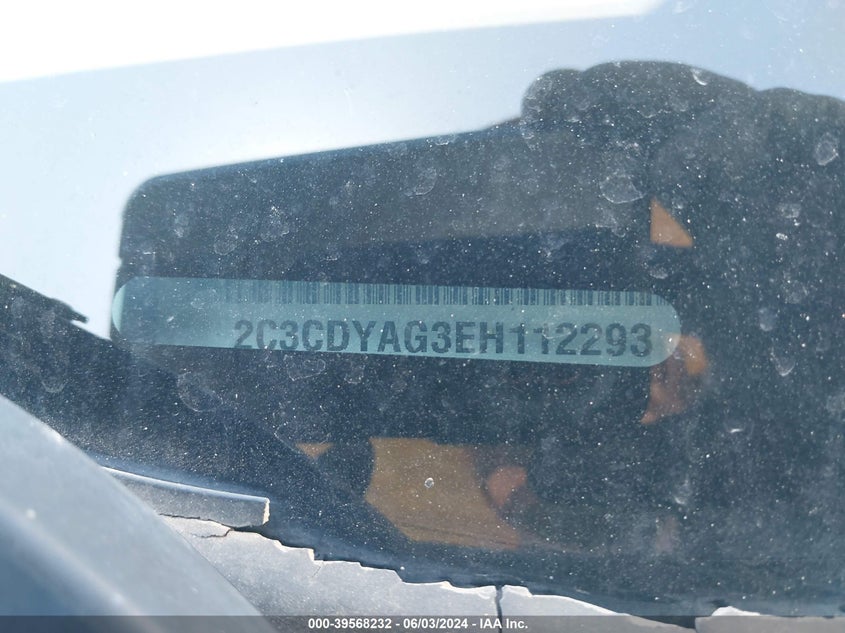 2C3CDYAG3EH112293
000-39568232 / 06/03/2024 - IAA Inc.